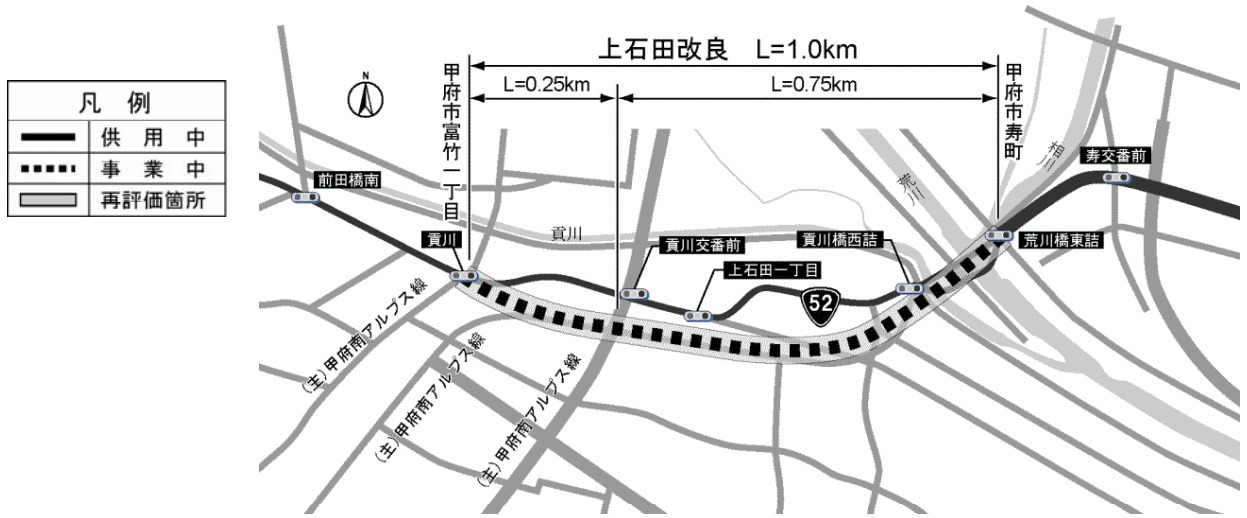 凡例
供用中
事業中
再評価箇所
N
上石田改良 L=1.0km
L=0.25km
L=0.75km
甲府市富竹一丁目
甲府市寿町
前田橋南
貢川
貢川
貢川交番前
上石田一丁目
貢川橋西詰
52
荒川
相川
寿交番前
荒川橋東詰
(主)甲府南アルプス線
(主)甲府南アルプス線
(主)甲府南アルプス線